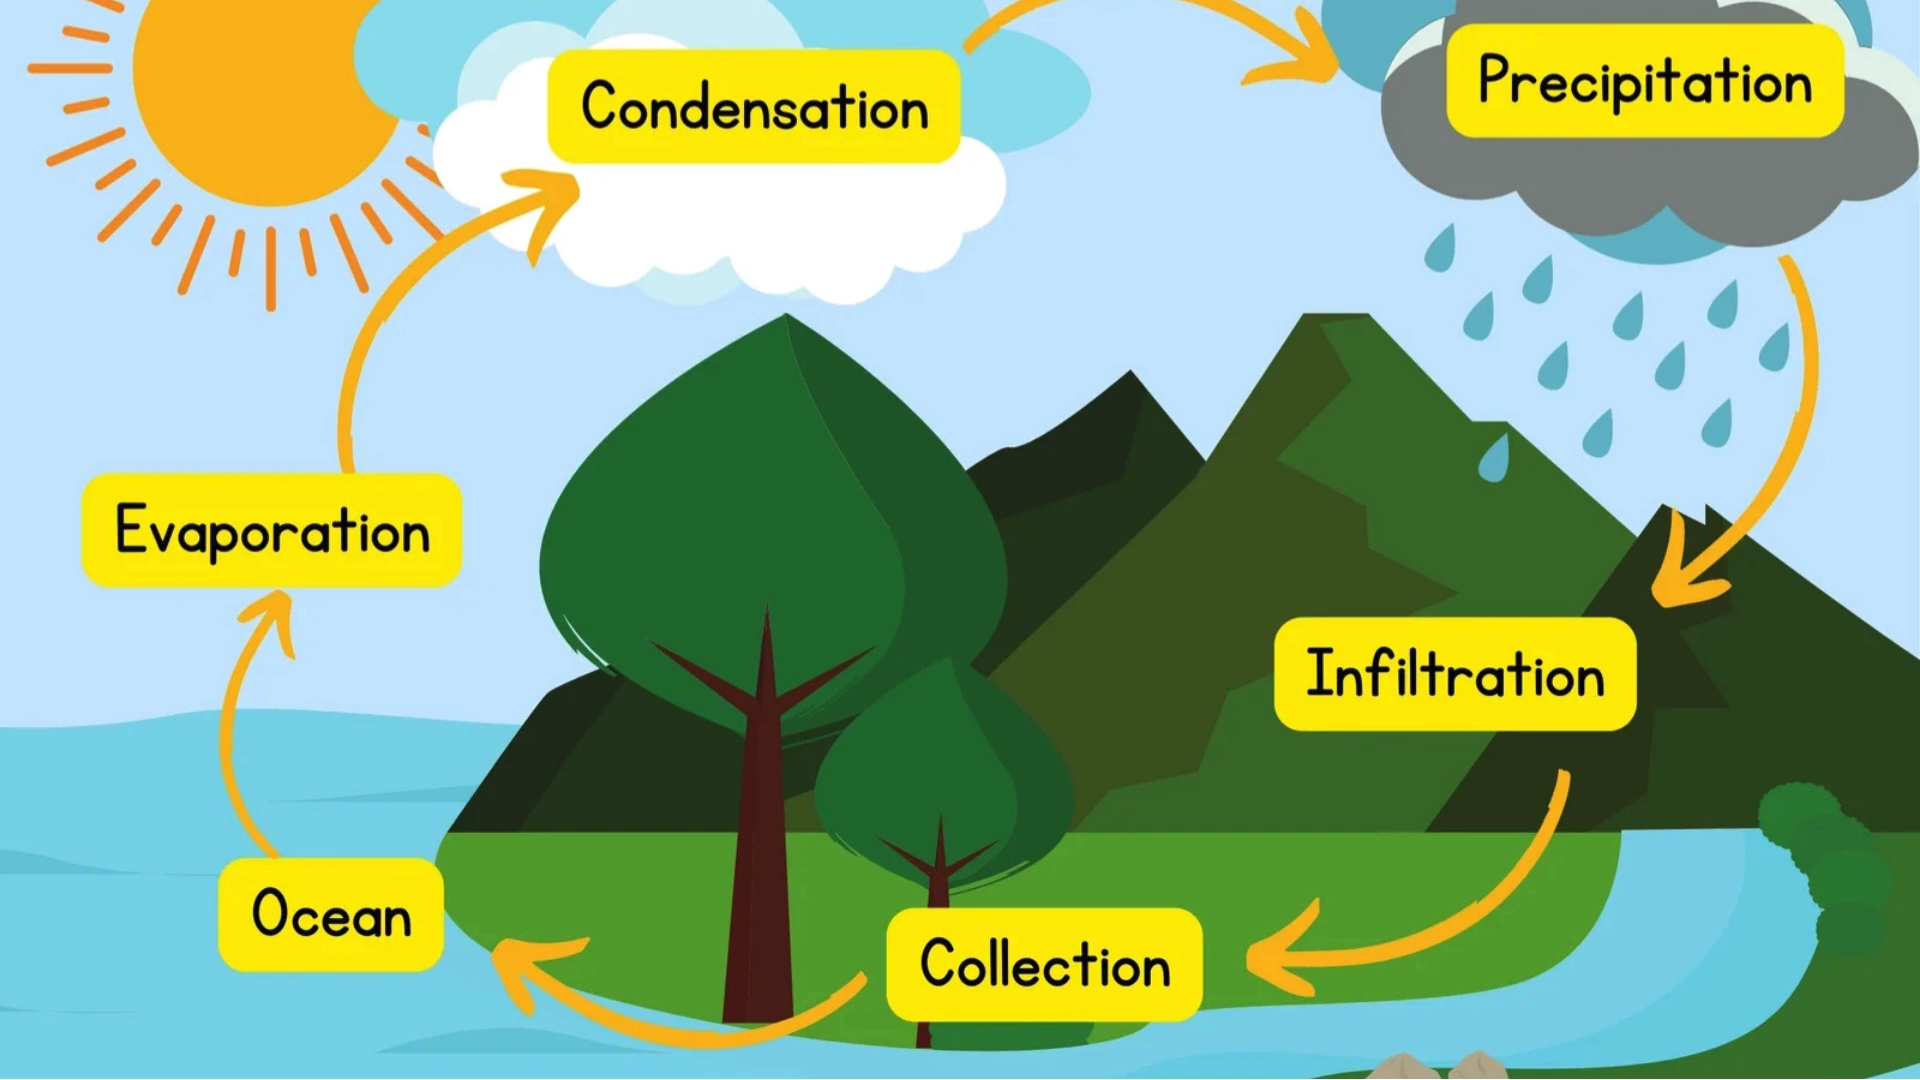 Condensation
Precipitation
Evaporation
Infiltration
Ocean
Collection